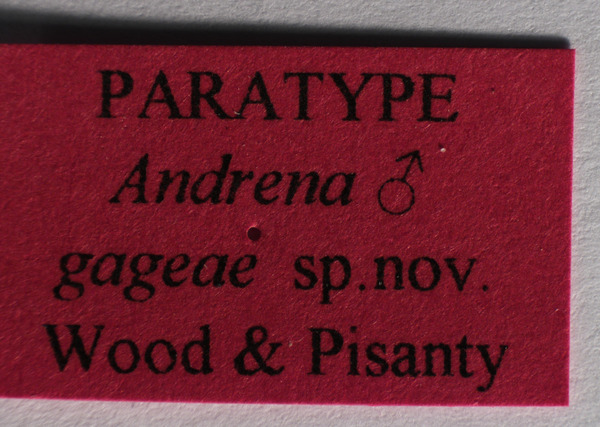 PARATYPE
Andrena ♂
gageae sp.nov.
Wood & Pisanty